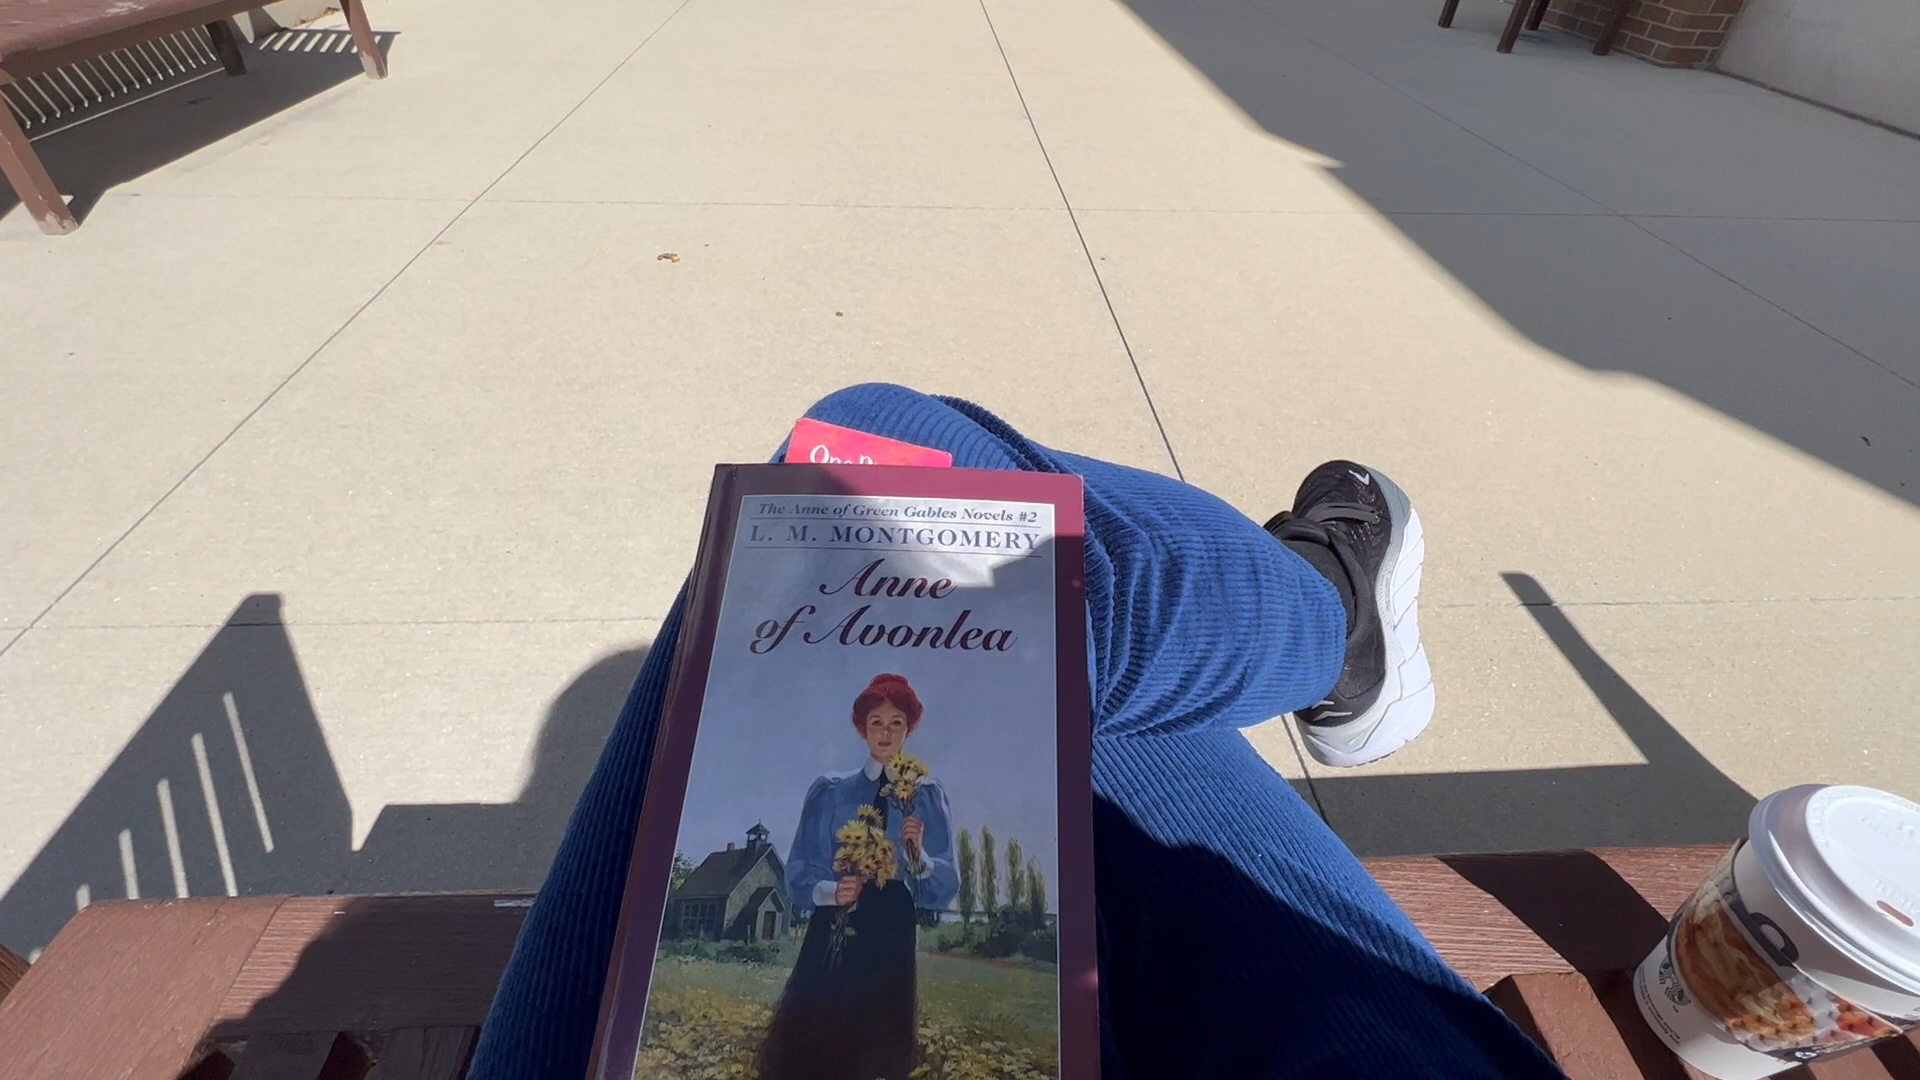 The Anne of Green Gables Novels #2
L. M. MONTGOMERY
Anne
of Avonlea